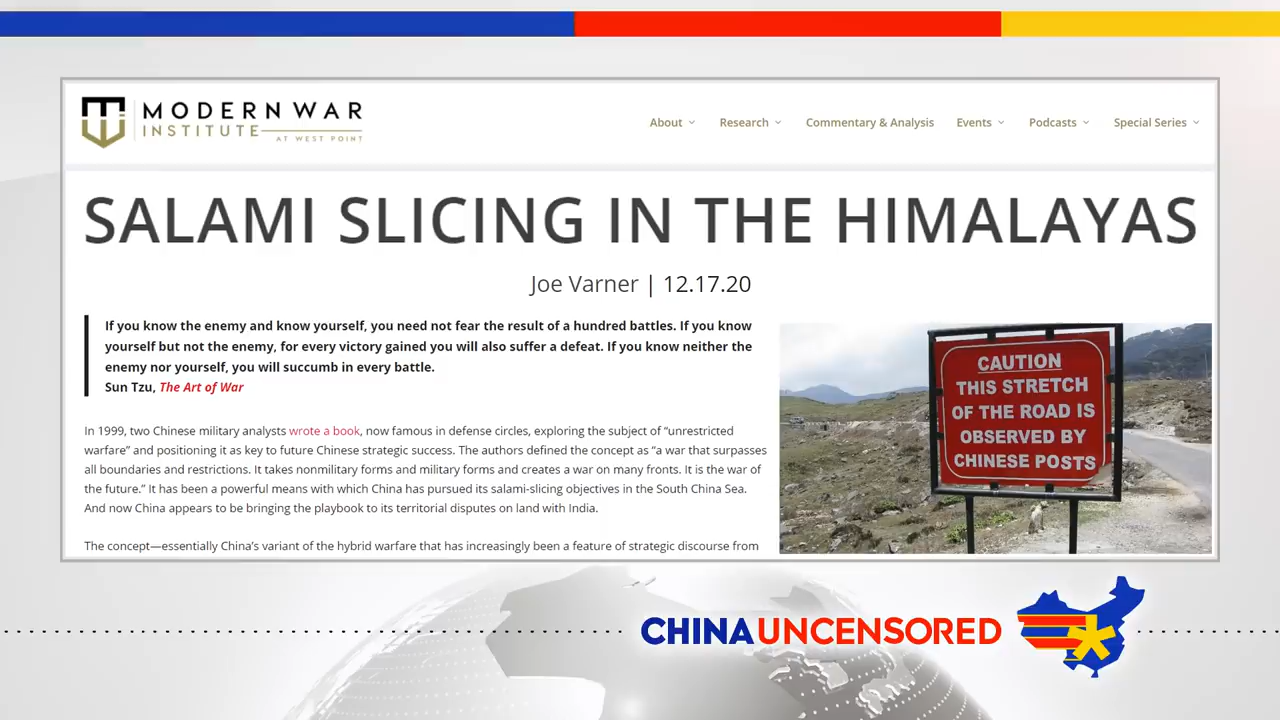 MODERN WAR
INSTITUTE
AT WEST POINT
About Research Commentary & Analysis Events Podcasts Special Series
SALAMI SLICING IN THE HIMALAYAS
Joe Varner | 12.17.20
If you know the enemy and know yourself, you need not fear the result of a hundred battles. If you know
yourself but not the enemy, for every victory gained you will also suffer a defeat. If you know neither the
enemy nor yourself, you will succumb in every battle.
Sun Tzu, The Art of War
In 1999, two Chinese military analysts wrote a book, now famous in defense circles, exploring the subject of “unrestricted
warfare” and positioning it as key to future Chinese strategic success. The authors defined the concept as “a war that surpasses
all boundaries and restrictions. It takes nonmilitary forms and military forms and creates a war on many fronts. It is the war of
the future.” It has been a powerful means with which China has pursued its salami-slicing objectives in the South China Sea.
And now China appears to be bringing the playbook to its territorial disputes on land with India.
The concept—essentially China’s variant of the hybrid warfare that has increasingly been a feature of strategic discourse from
CAUTION
THIS STRETCH
OF THE ROAD IS
OBSERVED BY
CHINESE POSTS
CHINA UNCENSORED